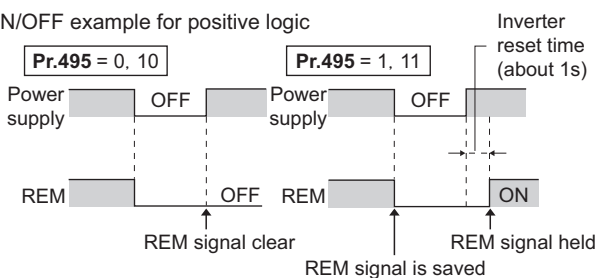 N/OFF example for positive logic
Inverter
reset time
(about 1s)
Pr.495 = 0, 10
Pr.495 = 1, 11
Power
supply
OFF
Power
supply
OFF
REM
OFF
REM
ON
REM signal clear
REM signal held
REM signal is saved